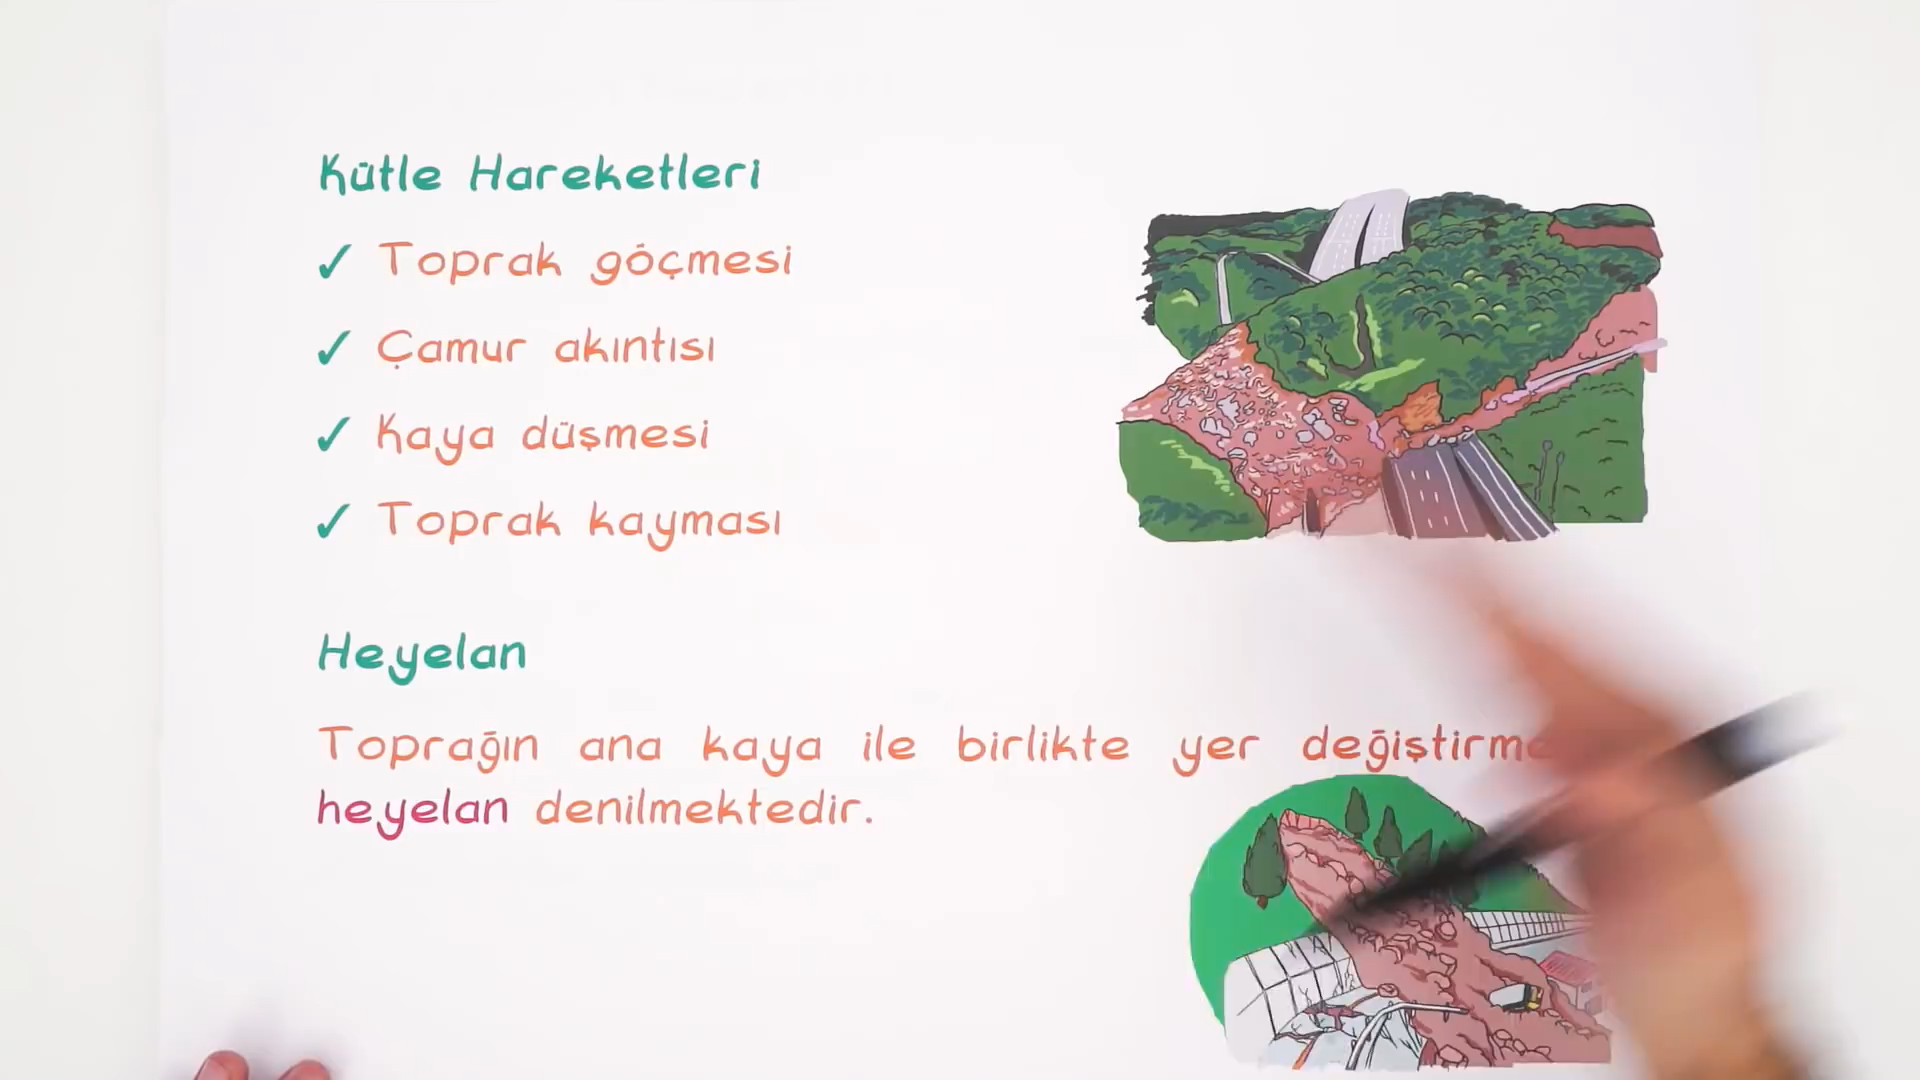 Kütle Hareketleri
✓ Toprak göçmesi
✓ Çamur akıntısı
✓ Kaya düşmesi
✓ Toprak kayması
Heyelan
Toprağın ana kaya ile birlikte yer
heyelan denilmektedir.